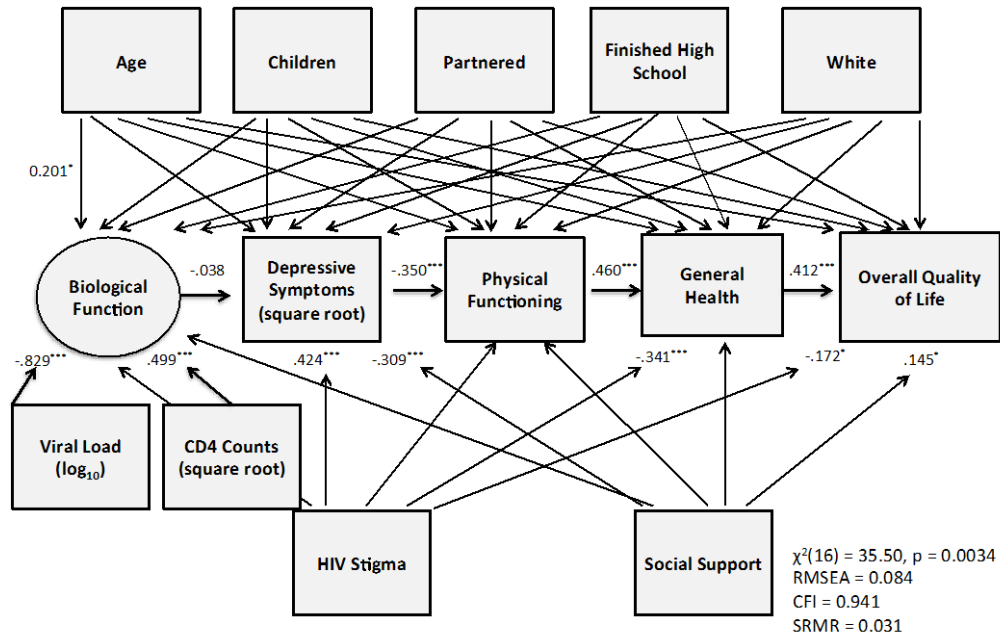 Age
Children
Partnered
Finished High
School
White
0.201*
Biological
Function
-.038
Depressive
Symptoms
(square root)
-.350***
Physical
Functioning
.460***
General
Health
.412***
Overall Quality
of Life
-.829***
.499***
.424***
-.309***
-.341***
-.172*
.145*
Viral Load
(log₁₀)
CD4 Counts
(square root)
HIV Stigma
Social Support
χ²(16) = 35.50, p = 0.0034
RMSEA = 0.084
CFI = 0.941
SRMR = 0.031